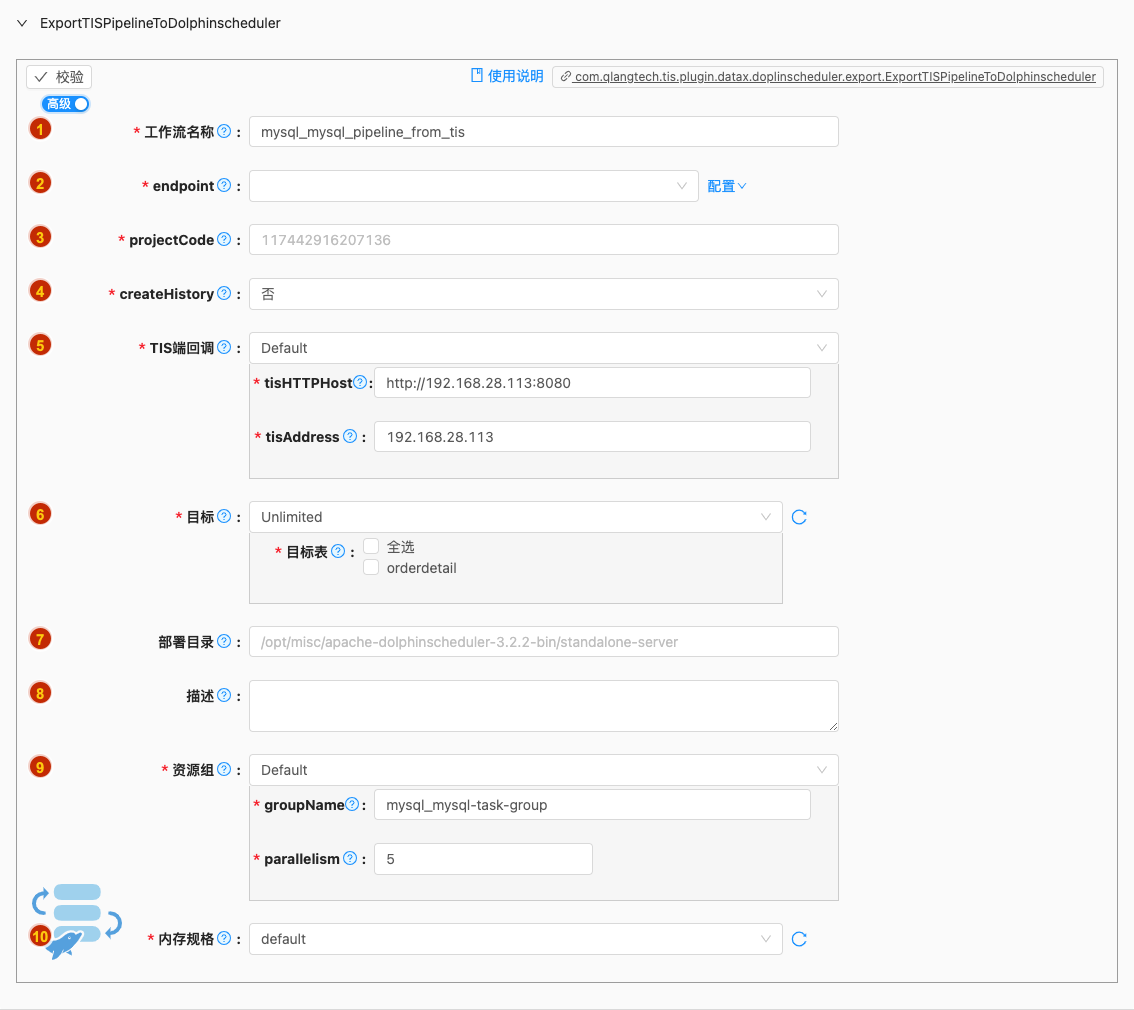 ExportTISPipelineToDolphinscheduler
校验 使用说明 com.qlangtech.tis.plugin.datax.doplinscheduler.export.ExportTISPipelineToDolphinscheduler
高级
1 * 工作流名称 ? : mysql_mysql_pipeline_from_tis
2 * endpoint ? : 配置
3 * projectCode ? : 117442916207136
4 * createHistory ? : 否
5 * TIS端回调 ? : Default
* tisHTTPHost ? : http://192.168.28.113:8080
* tisAddress ? : 192.168.28.113
6 * 目标 ? : Unlimited
* 目标表 ? : 全选
orderdetail
7 部署目录 ? : /opt/misc/apache-dolphinscheduler-3.2.2-bin/standalone-server
8 描述 ? :
9 * 资源组 ? : Default
* groupName ? : mysql_mysql-task-group
* parallelism ? : 5
10 * 内存规格 ? : default